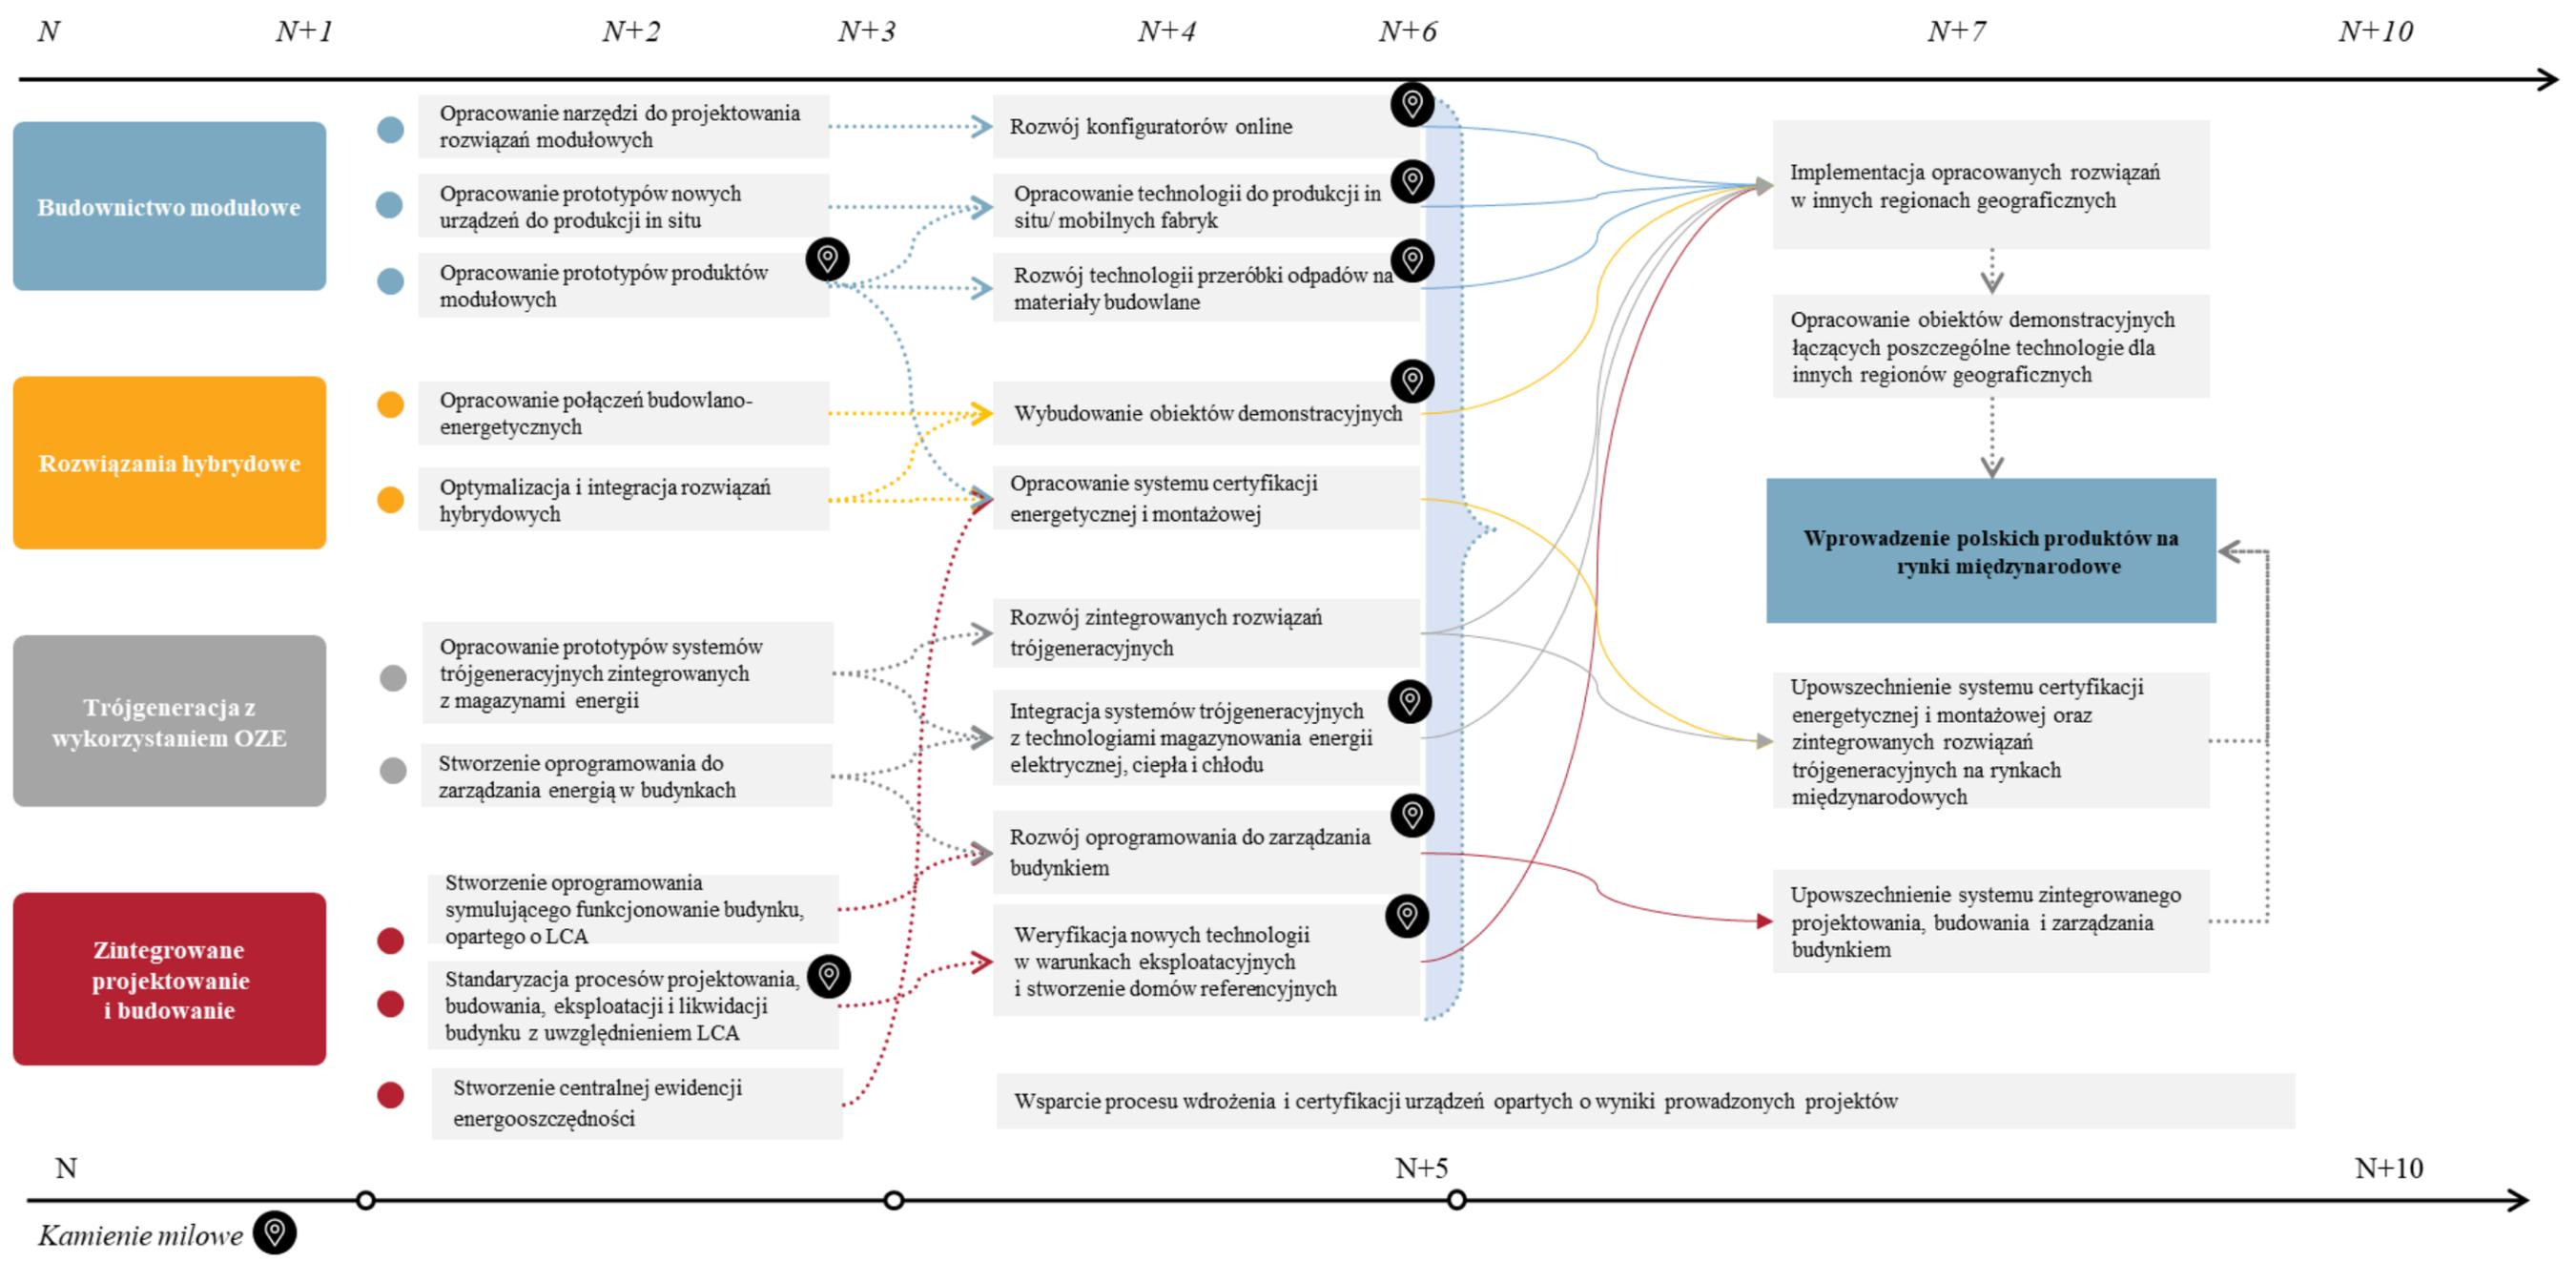 N N+1 N+2 N+3 N+4 N+6 N+7 N+10
Budownictwo modułowe
Opracowanie narzędzi do projektowania
rozwiązań modułowych
Opracowanie prototypów nowych
urządzeń do produkcji in situ
Opracowanie prototypów produktów
modułowych
Rozwiązania hybrydowe
Opracowanie połączeń budowlano-
energetycznych
Optymalizacja i integracja rozwiązań
hybrydowych
Trójgeneracja z
wykorzystaniem OZE
Opracowanie prototypów systemów
trójgeneracyjnych zintegrowanych
z magazynami energii
Stworzenie oprogramowania do
zarządzania energią w budynkach
Zintegrowane
projektowanie
i budowanie
Stworzenie oprogramowania
symulującego funkcjonowanie budynku,
opartego o LCA
Standaryzacja procesów projektowania,
budowania, eksploatacji i likwidacji
budynku z uwzględnieniem LCA
Stworzenie centralnej ewidencji
energooszczędności
Rozwój konfiguratorów online
Opracowanie technologii do produkcji in
situ/ mobilnych fabryk
Rozwój technologii przeróbki odpadów na
materiały budowlane
Wybudowanie obiektów demonstracyjnych
Opracowanie systemu certyfikacji
energetycznej i montażowej
Rozwój zintegrowanych rozwiązań
trójgeneracyjnych
Integracja systemów trójgeneracyjnych
z technologiami magazynowania energii
elektrycznej, ciepła i chłodu
Rozwój oprogramowania do zarządzania
budynkiem
Weryfikacja nowych technologii
w warunkach eksploatacyjnych
i stworzenie domów referencyjnych
Implementacja opracowanych rozwiązań
w innych regionach geograficznych
Opracowanie obiektów demonstracyjnych
łączących poszczególne technologie dla
innych regionów geograficznych
Wprowadzenie polskich produktów na
rynki międzynarodowe
Upowszechnienie systemu certyfikacji
energetycznej i montażowej oraz
zintegrowanych rozwiązań
trójgeneracyjnych na rynkach
międzynarodowych
Upowszechnienie systemu zintegrowanego
projektowania, budowania i zarządzania
budynkiem
Wsparcie procesu wdrożenia i certyfikacji urządzeń opartych o wyniki prowadzonych projektów
N N+5 N+10
Kamienie milowe